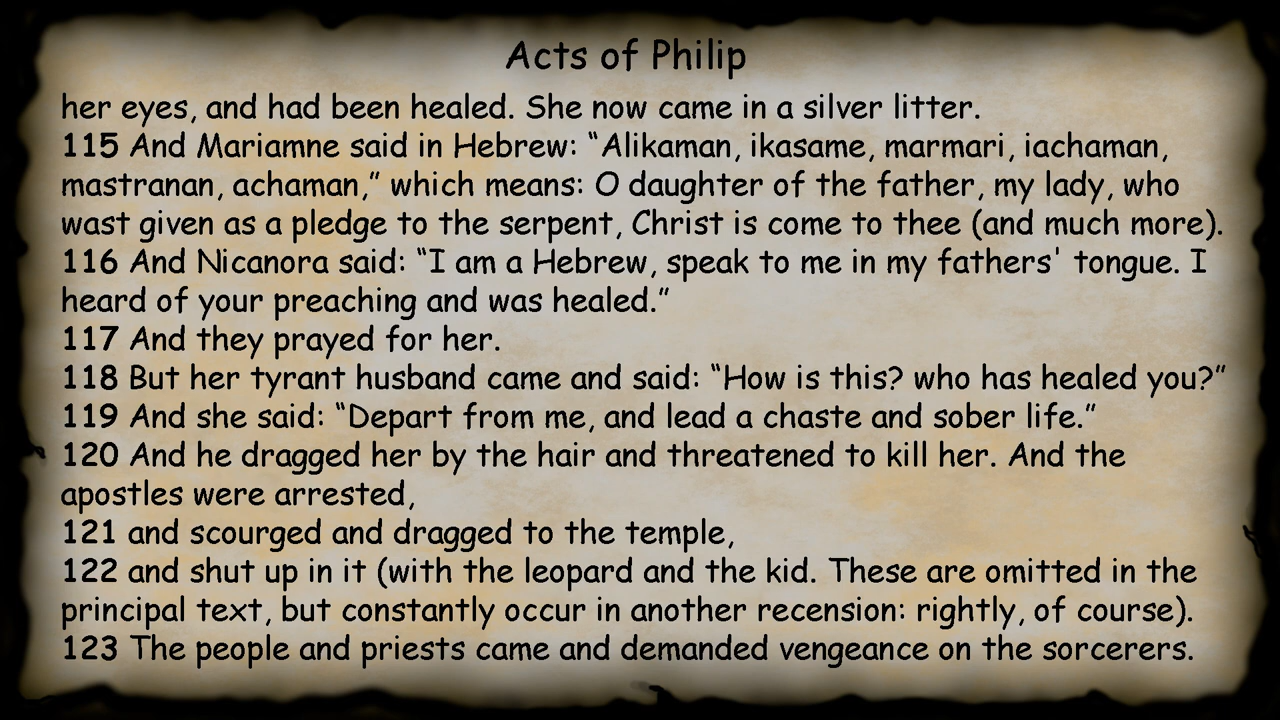 Acts of Philip
her eyes, and had been healed. She now came in a silver litter.
115 And Mariamne said in Hebrew: “Alikaman, ikasame, marmari, iachaman,
mastranan, achaman,” which means: O daughter of the father, my lady, who
wast given as a pledge to the serpent, Christ is come to thee (and much more).
116 And Nicanora said: “I am a Hebrew, speak to me in my fathers' tongue. I
heard of your preaching and was healed.”
117 And they prayed for her.
118 But her tyrant husband came and said: “How is this? who has healed you?”
119 And she said: “Depart from me, and lead a chaste and sober life.”
120 And he dragged her by the hair and threatened to kill her. And the
apostles were arrested,
121 and scourged and dragged to the temple,
122 and shut up in it (with the leopard and the kid. These are omitted in the
principal text, but constantly occur in another recension: rightly, of course).
123 The people and priests came and demanded vengeance on the sorcerers.